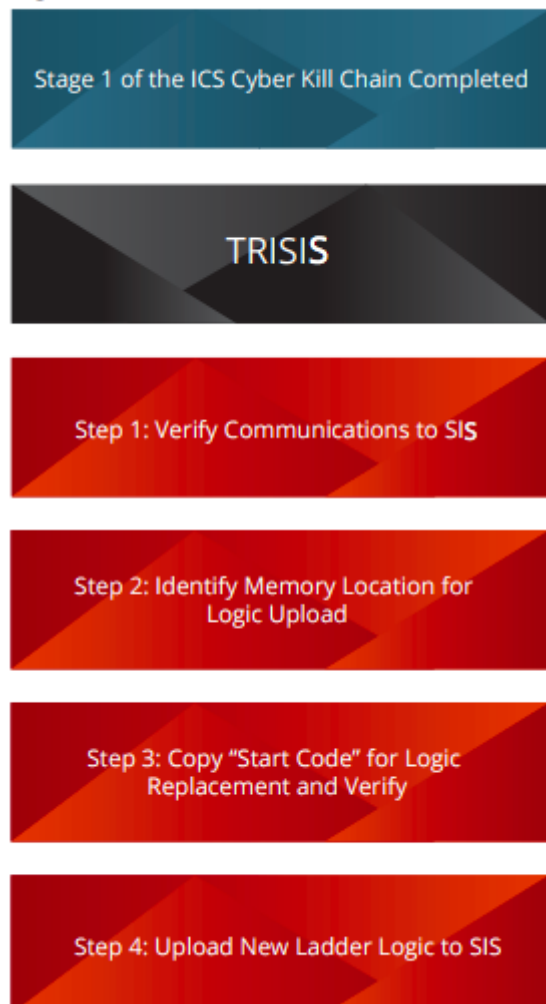 Stage 1 of the ICS Cyber Kill Chain Completed
TRISIS
Step 1: Verify Communications to SIS
Step 2: Identify Memory Location for
Logic Upload
Step 3: Copy “Start Code” for Logic
Replacement and Verify
Step 4: Upload New Ladder Logic to SIS